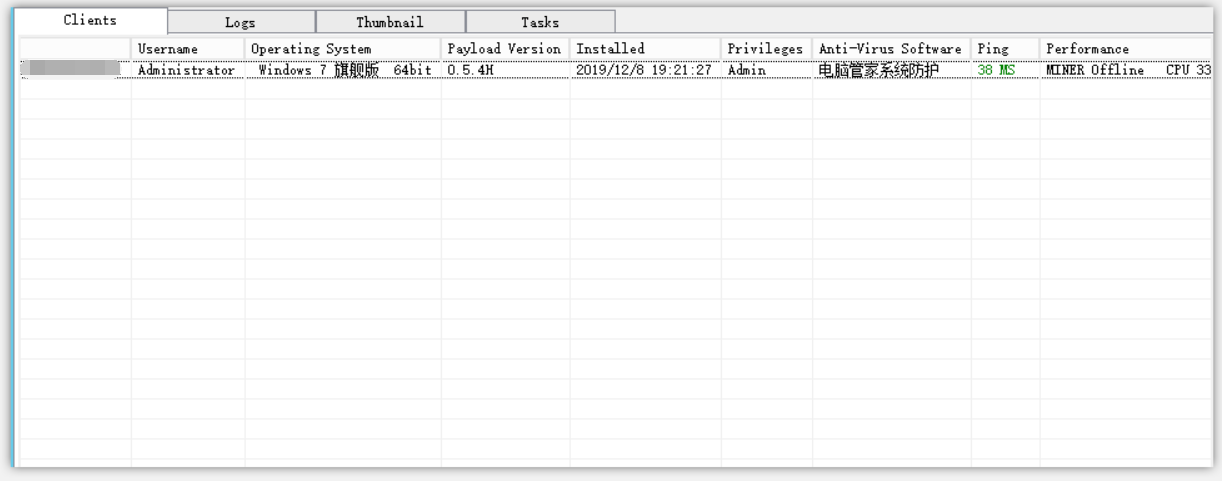 Clients Logs Thumbnail Tasks
Username Operating System Payload Version Installed Privileges Anti-Virus Software Ping Performance
Administrator Windows 7 旗舰版 64bit 0.5.4H 2019/12/8 19:21:27 Admin 电脑管家系统防护 38 MS MINER Offline CPU 33